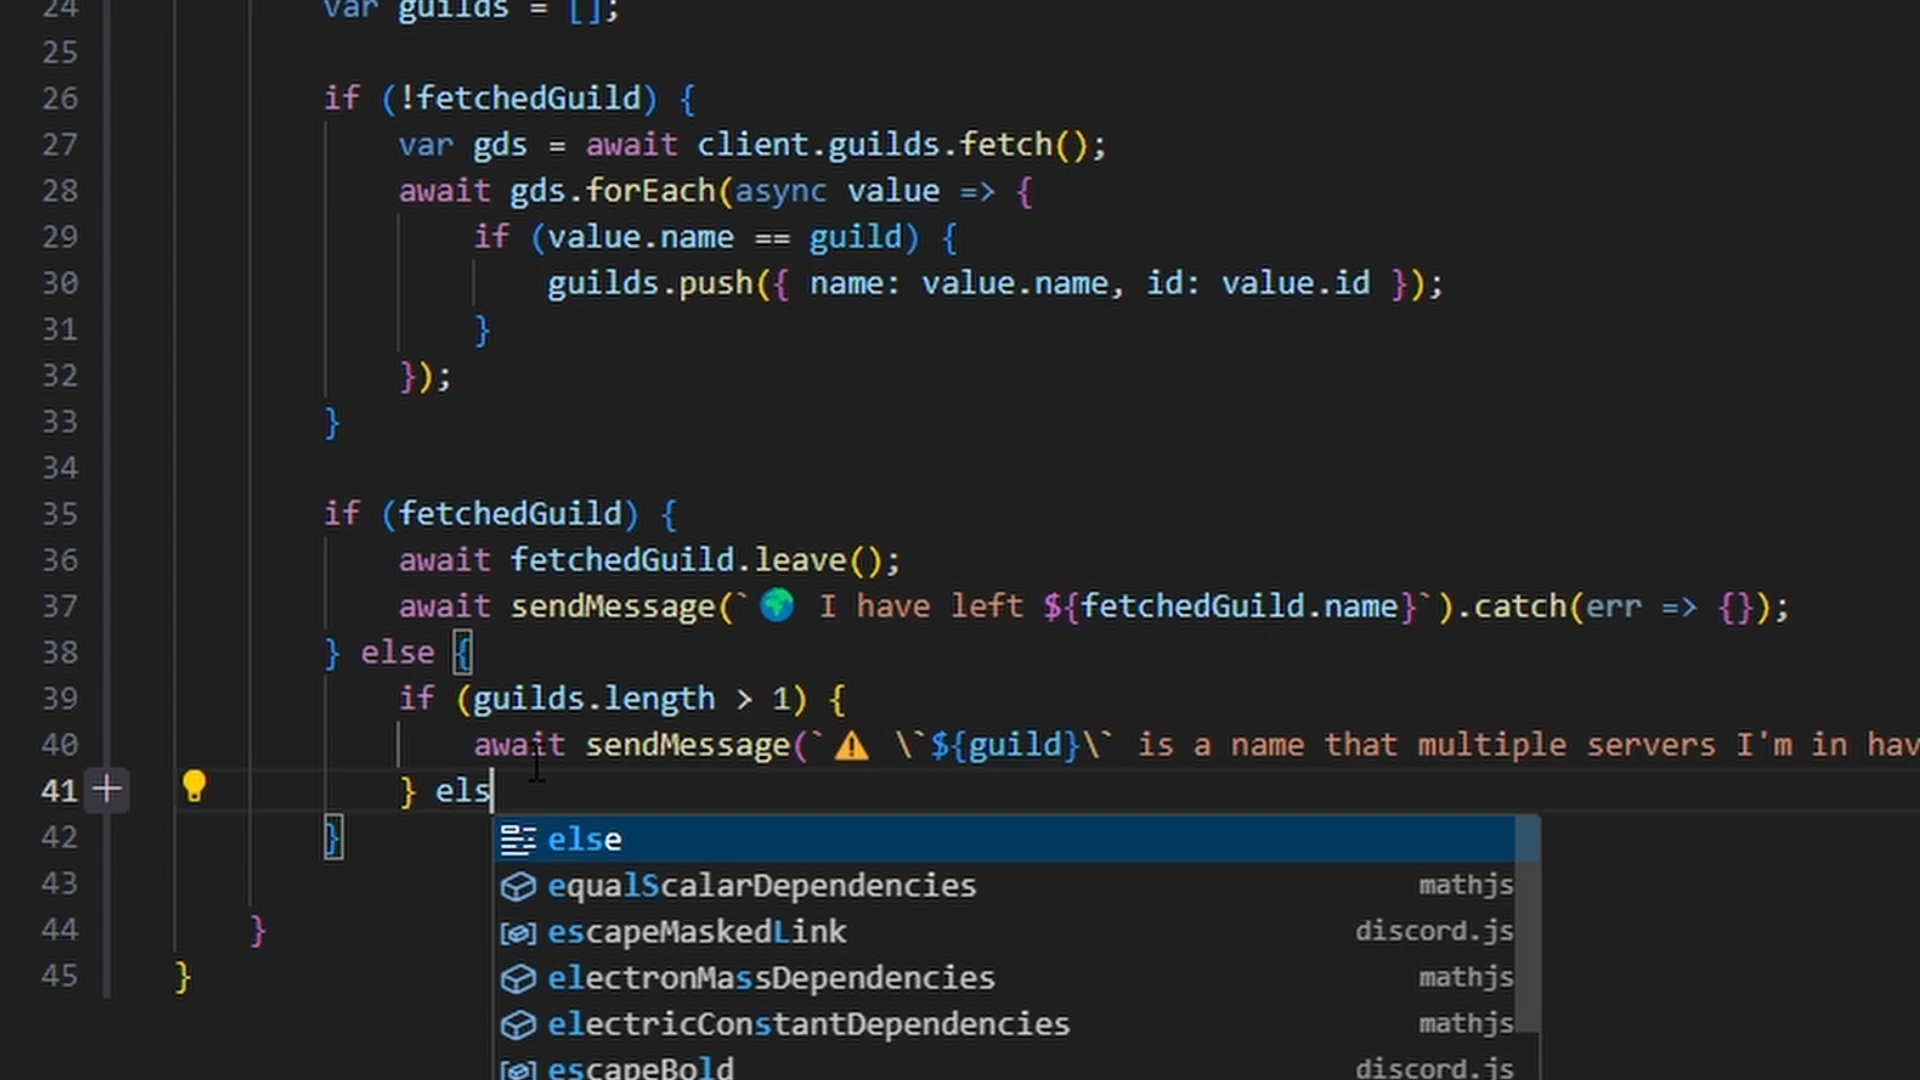 24 var guilds = [];
25
26 if (!fetchedGuild) {
27 var gds = await client.guilds.fetch();
28 await gds.forEach(async value => {
29 if (value.name == guild) {
30 guilds.push({ name: value.name, id: value.id });
31 }
32 });
33 }
34
35 if (fetchedGuild) {
36 await fetchedGuild.leave();
37 await sendMessage(`🌍 I have left ${fetchedGuild.name}`).catch(err => {});
38 } else {
39 if (guilds.length > 1) {
40 await sendMessage(`⚠️ \`${guild}\` is a name that multiple servers I'm in hav
41 } els
42 }
43
44 }
45 }
else
equalScalarDependencies mathjs
escapeMaskedLink discord.js
electronMassDependencies mathjs
electricConstantDependencies mathjs
escapeBold discord.js